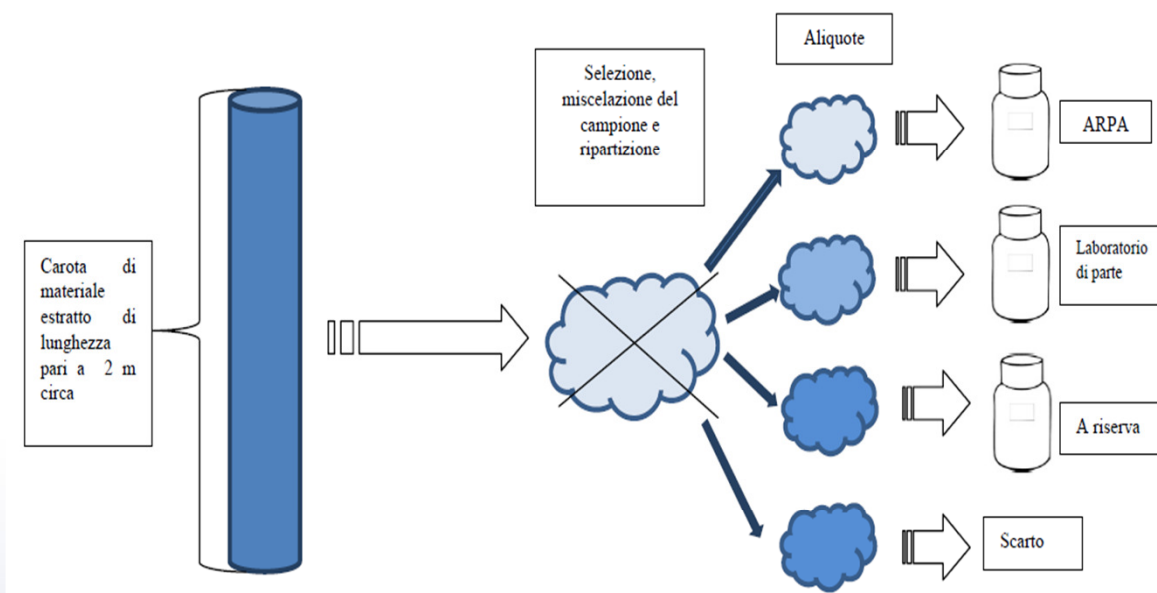 Carota di
materiale
estratto di
lunghezza
pari a 2 m
circa
Selezione,
miscelazione del
campione e
ripartizione
Aliquote
ARPA
Laboratorio
di parte
A riserva
Scarto